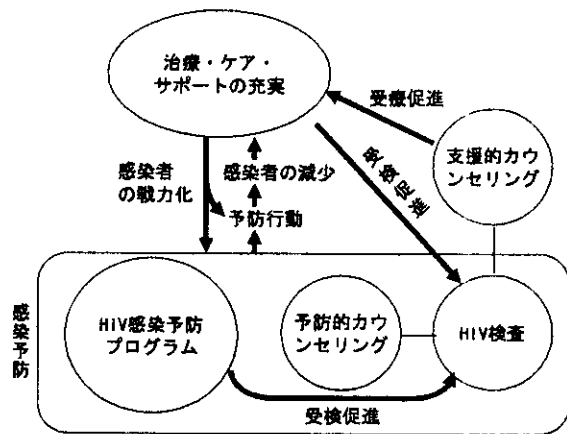 治療・ケア・
サポートの充実
受療促進
支援的カウ
ンセリング
感染者
の戦力化
感染者の減少
受検促進
予防行動
感染予防
HIV感染予防
プログラム
予防的カウ
ンセリング
HIV検査
受検促進